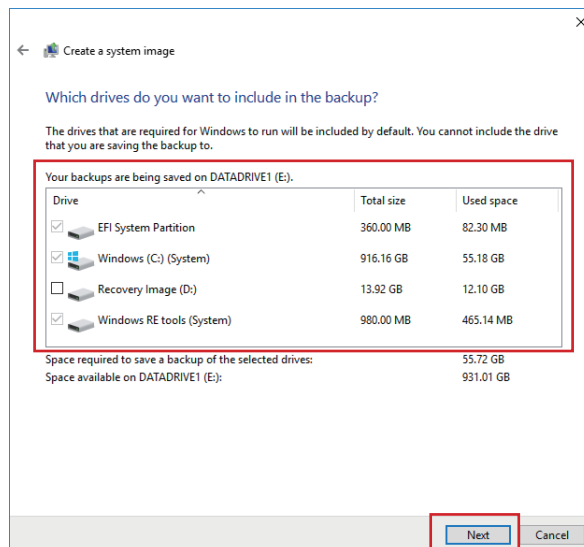 Create a system image
Which drives do you want to include in the backup?
The drives that are required for Windows to run will be included by default. You cannot include the drive
that you are saving the backup to.
Your backups are being saved on DATADRIVE1 (E:).
Drive Total size Used space
EFI System Partition 360.00 MB 82.30 MB
Windows (C:) (System) 916.16 GB 55.18 GB
Recovery Image (D:) 13.92 GB 12.10 GB
Windows RE tools (System) 980.00 MB 465.14 MB
Space required to save a backup of the selected drives: 55.72 GB
Space available on DATADRIVE1 (E:): 931.01 GB
Next Cancel